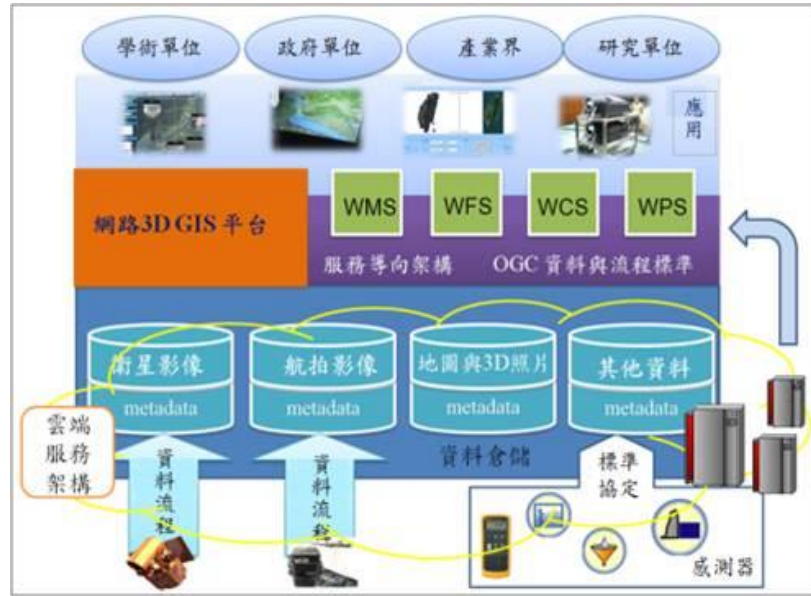 學術單位
政府單位
產業界
研究單位
應
用
網路3D GIS 平台
WMS
WFS
WCS
WPS
服務導向架構
OGC 資料與流程標準
衛星影像
metadata
航拍影像
metadata
地圖與3D照片
metadata
其他資料
metadata
雲端
服務
架構
資料流程
資料流程
資料倉儲
標準
協定
感測器